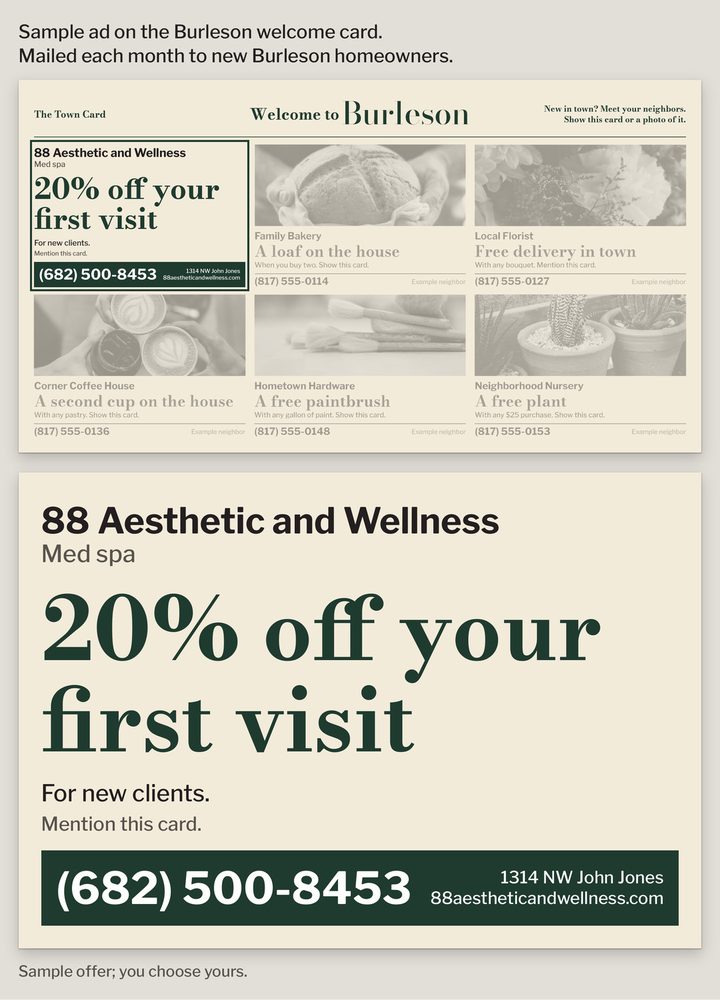 Sample ad on the Burleson welcome card.
Mailed each month to new Burleson homeowners.
The Town Card
Welcome to Burleson
New in town? Meet your neighbors.
Show this card or a photo of it.
88 Aesthetic and Wellness
Med spa
20% off your
first visit
For new clients.
Mention this card.
(682) 500-8453
1314 NW John Jones
88aestheticandwellness.com
Family Bakery
A loaf on the house
When you buy two. Show this card.
(817) 555-0114
Example neighbor
Local Florist
Free delivery in town
With any bouquet. Mention this card.
(817) 555-0127
Example neighbor
Corner Coffee House
A second cup on the house
With any pastry. Show this card.
(817) 555-0136
Example neighbor
Hometown Hardware
A free paintbrush
With any gallon of paint. Show this card.
(817) 555-0148
Example neighbor
Neighborhood Nursery
A free plant
With any $25 purchase. Show this card.
(817) 555-0153
Example neighbor
88 Aesthetic and Wellness
Med spa
20% off your
first visit
For new clients.
Mention this card.
(682) 500-8453
1314 NW John Jones
88aestheticandwellness.com
Sample offer; you choose yours.